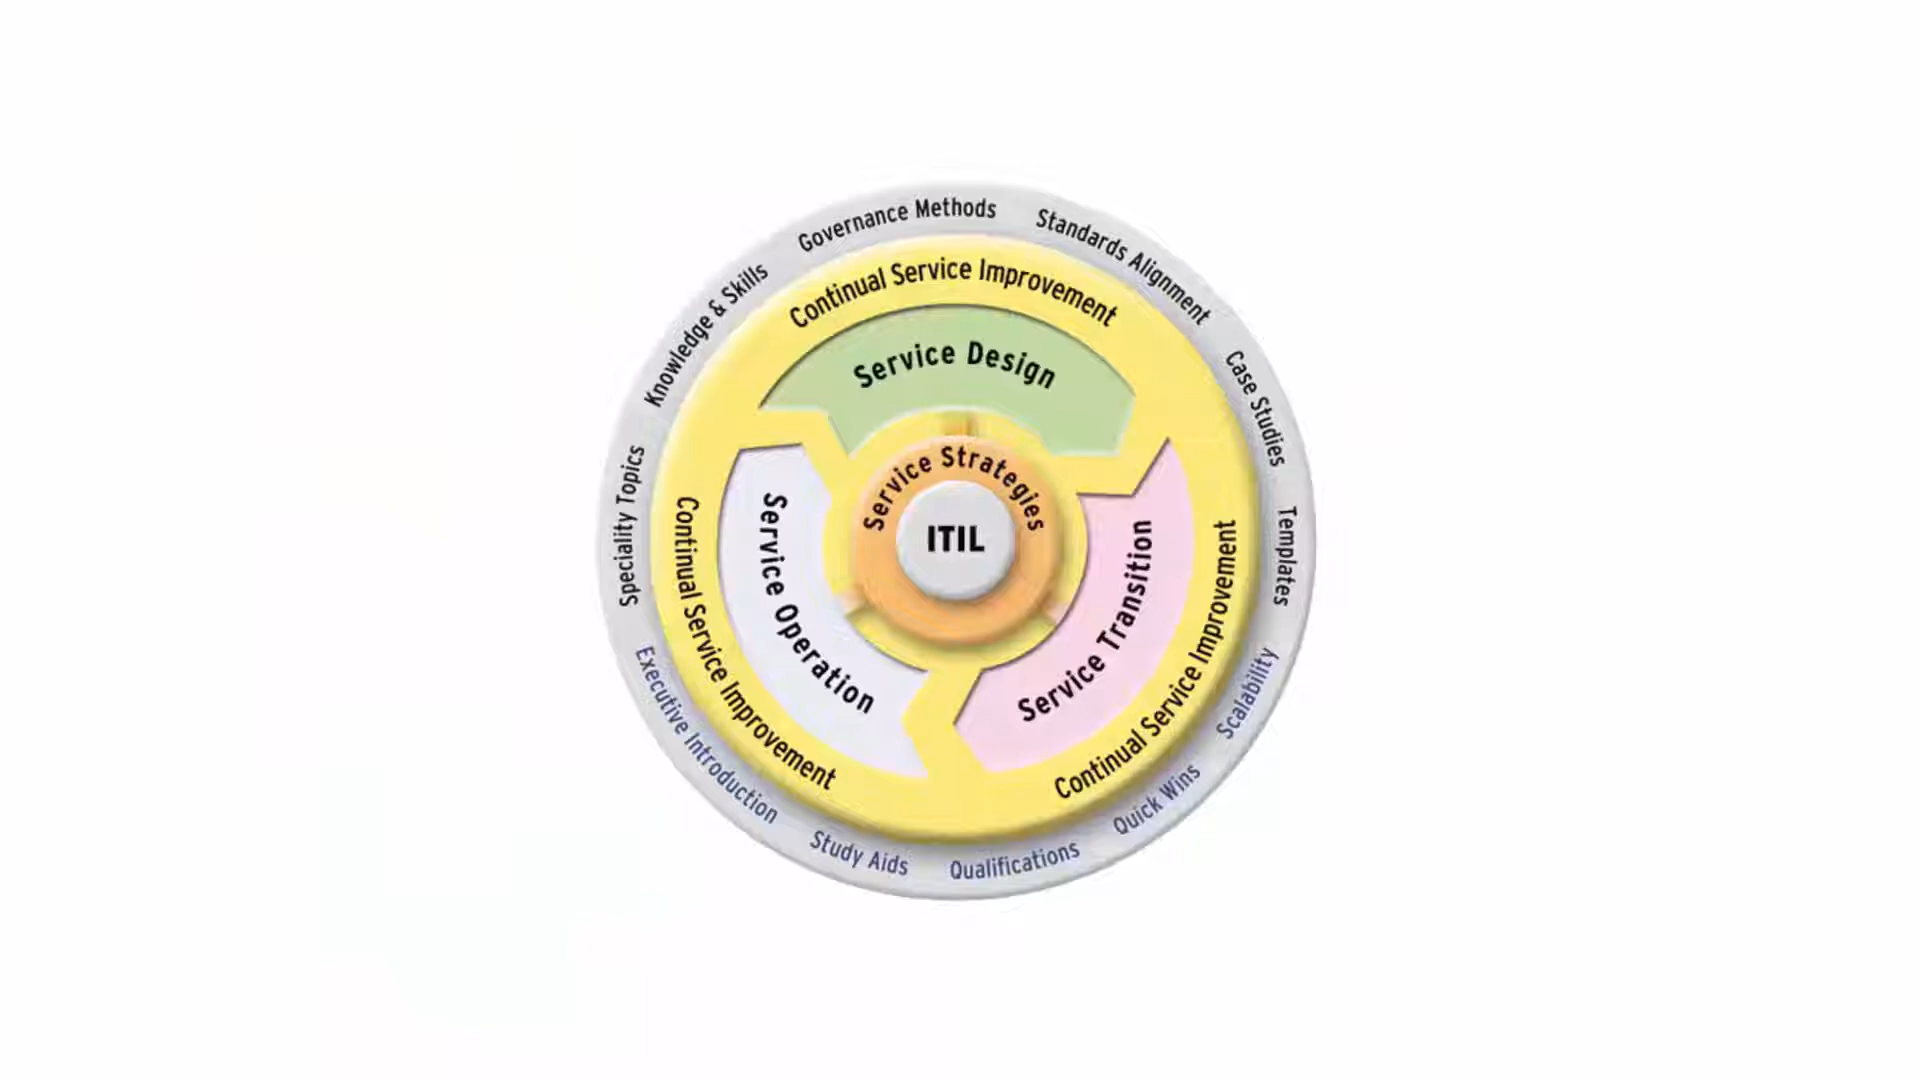 Governance Methods
Standards Alignment
Knowledge & Skills
Case Studies
Speciality Topics
Templates
Executive Introduction
Scalability
Study Aids
Qualifications
Quick Wins
Continual Service Improvement
Continual Service Improvement
Continual Service Improvement
Service Design
Service Transition
Service Operation
Service Strategies
ITIL